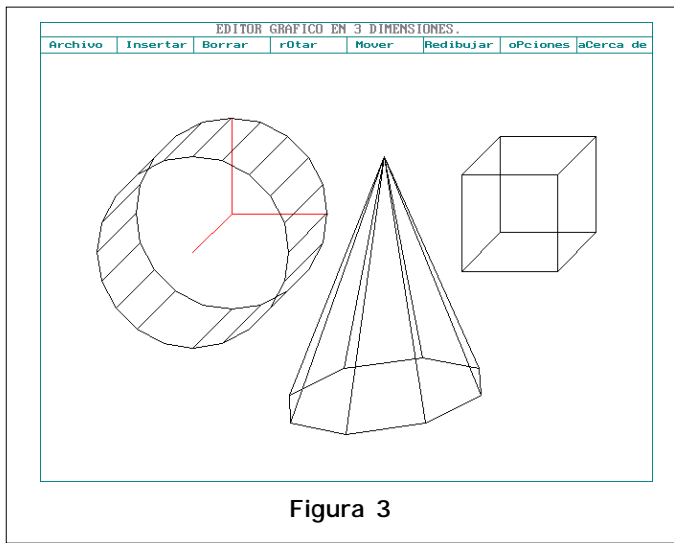 EDITOR GRAFICO EN 3 DIMENSIONES.
Archivo Insertar Borrar rOtar Mover Redibujar oPciones aCerca de
Figura 3